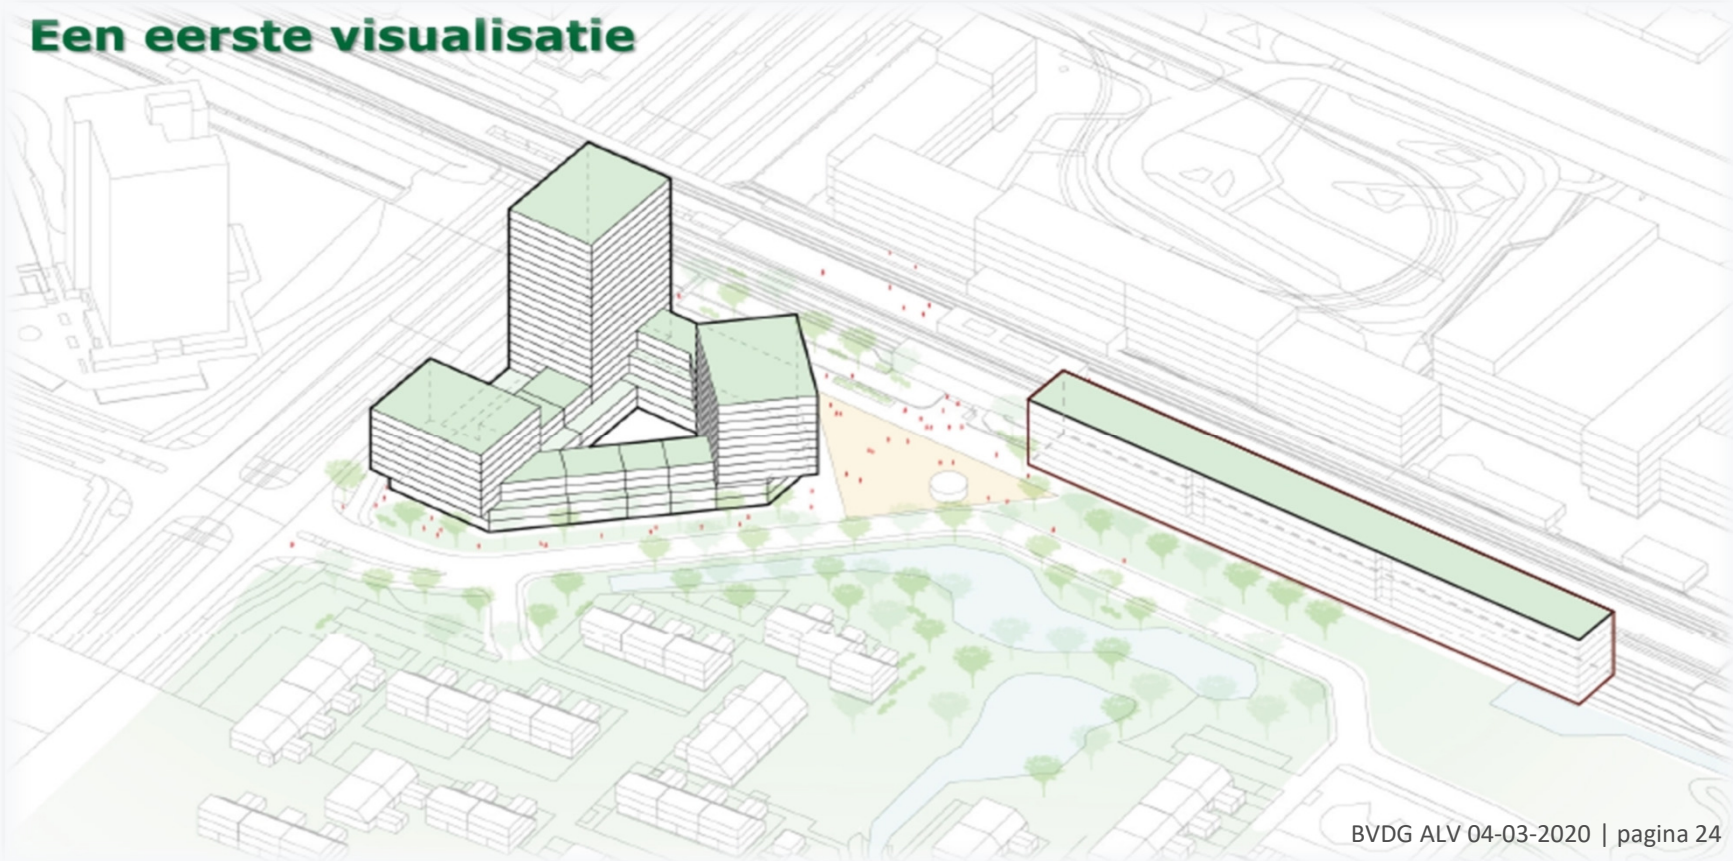 Een eerste visualisatie
BVDG ALV 04-03-2020 | pagina 24